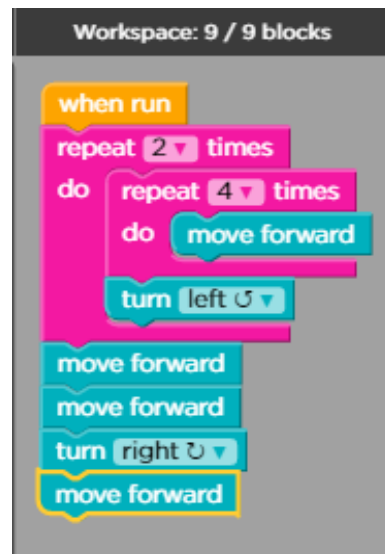 Workspace: 9 / 9 blocks
when run
repeat 2 times
do repeat 4 times
do move forward
turn left ↺
move forward
move forward
turn right ↻
move forward